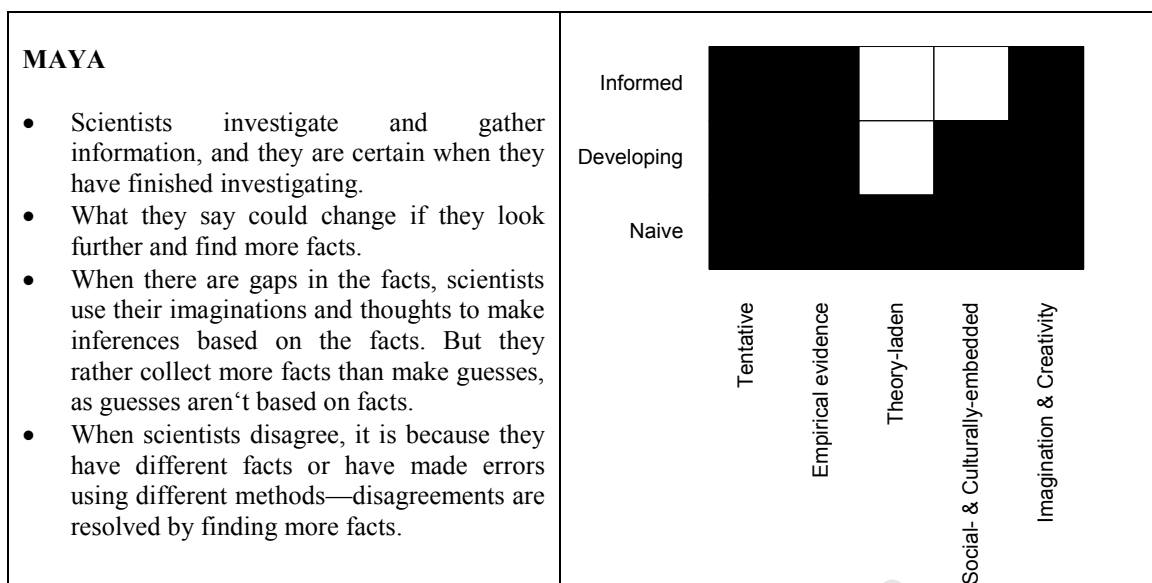 MAYA
• Scientists investigate and gather
information, and they are certain when they
have finished investigating.
• What they say could change if they look
further and find more facts.
• When there are gaps in the facts, scientists
use their imaginations and thoughts to make
inferences based on the facts. But they
rather collect more facts than make guesses,
as guesses aren‘t based on facts.
• When scientists disagree, it is because they
have different facts or have made errors
using different methods—disagreements are
resolved by finding more facts.
Informed
Developing
Naive
Tentative
Empirical evidence
Theory-laden
Social- & Culturally-embedded
Imagination & Creativity